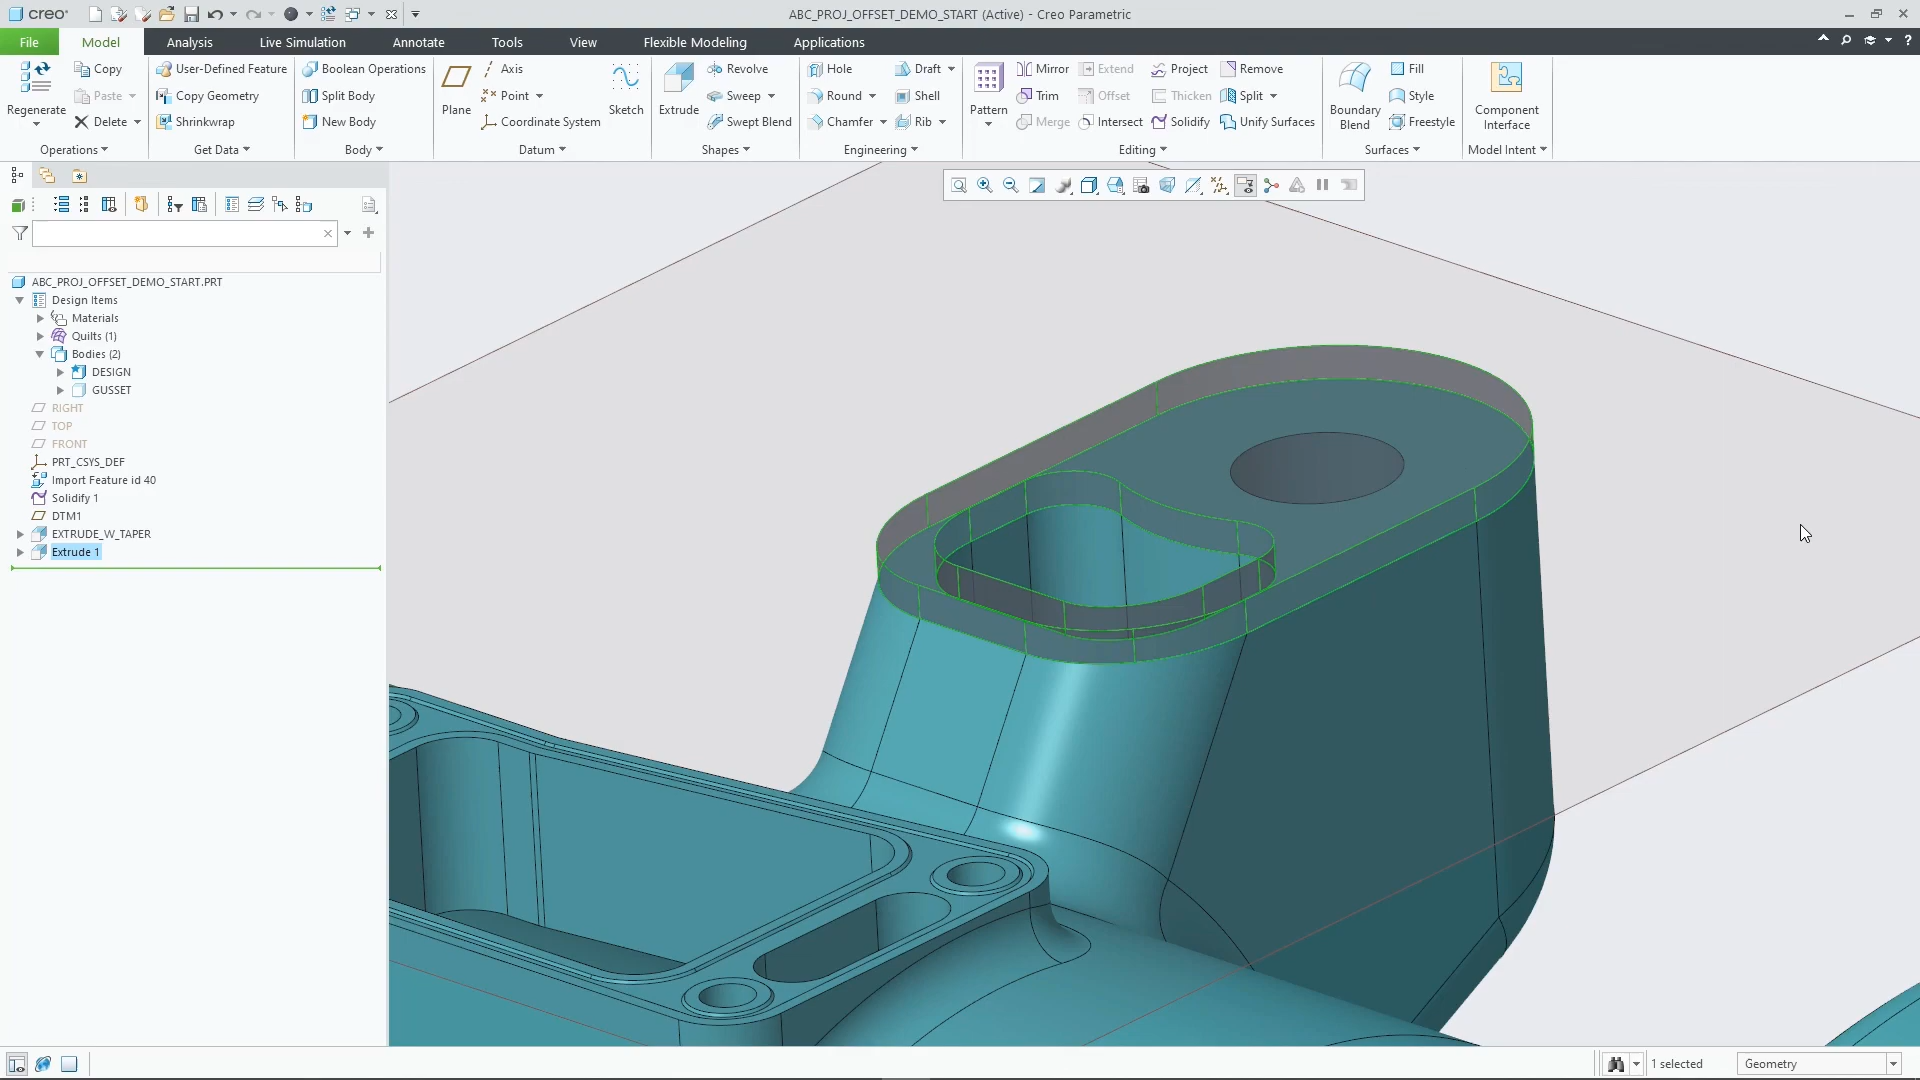 creo ABC_PROJ_OFFSET_DEMO_START (Active) - Creo Parametric
File Model Analysis Live Simulation Annotate Tools View Flexible Modeling Applications
Copy User-Defined Feature Boolean Operations Axis Revolve Hole Draft Mirror Extend Project Remove Fill
Regenerate Paste Copy Geometry Split Body Plane Point Sketch Extrude Sweep Round Shell Pattern Trim Offset Thicken Split Boundary Blend Style Component Interface
Delete Shrinkwrap New Body Coordinate System Swept Blend Chamfer Rib Merge Intersect Solidify Unify Surfaces Freestyle
Operations Get Data Body Datum Shapes Engineering Editing Surfaces Model Intent
ABC_PROJ_OFFSET_DEMO_START.PRT
Design Items
Materials
Quilts (1)
Bodies (2)
DESIGN
GUSSET
RIGHT
TOP
FRONT
PRT_CSYS_DEF
Import Feature id 40
Solidify 1
DTM1
EXTRUDE_W_TAPER
Extrude 1
1 selected Geometry